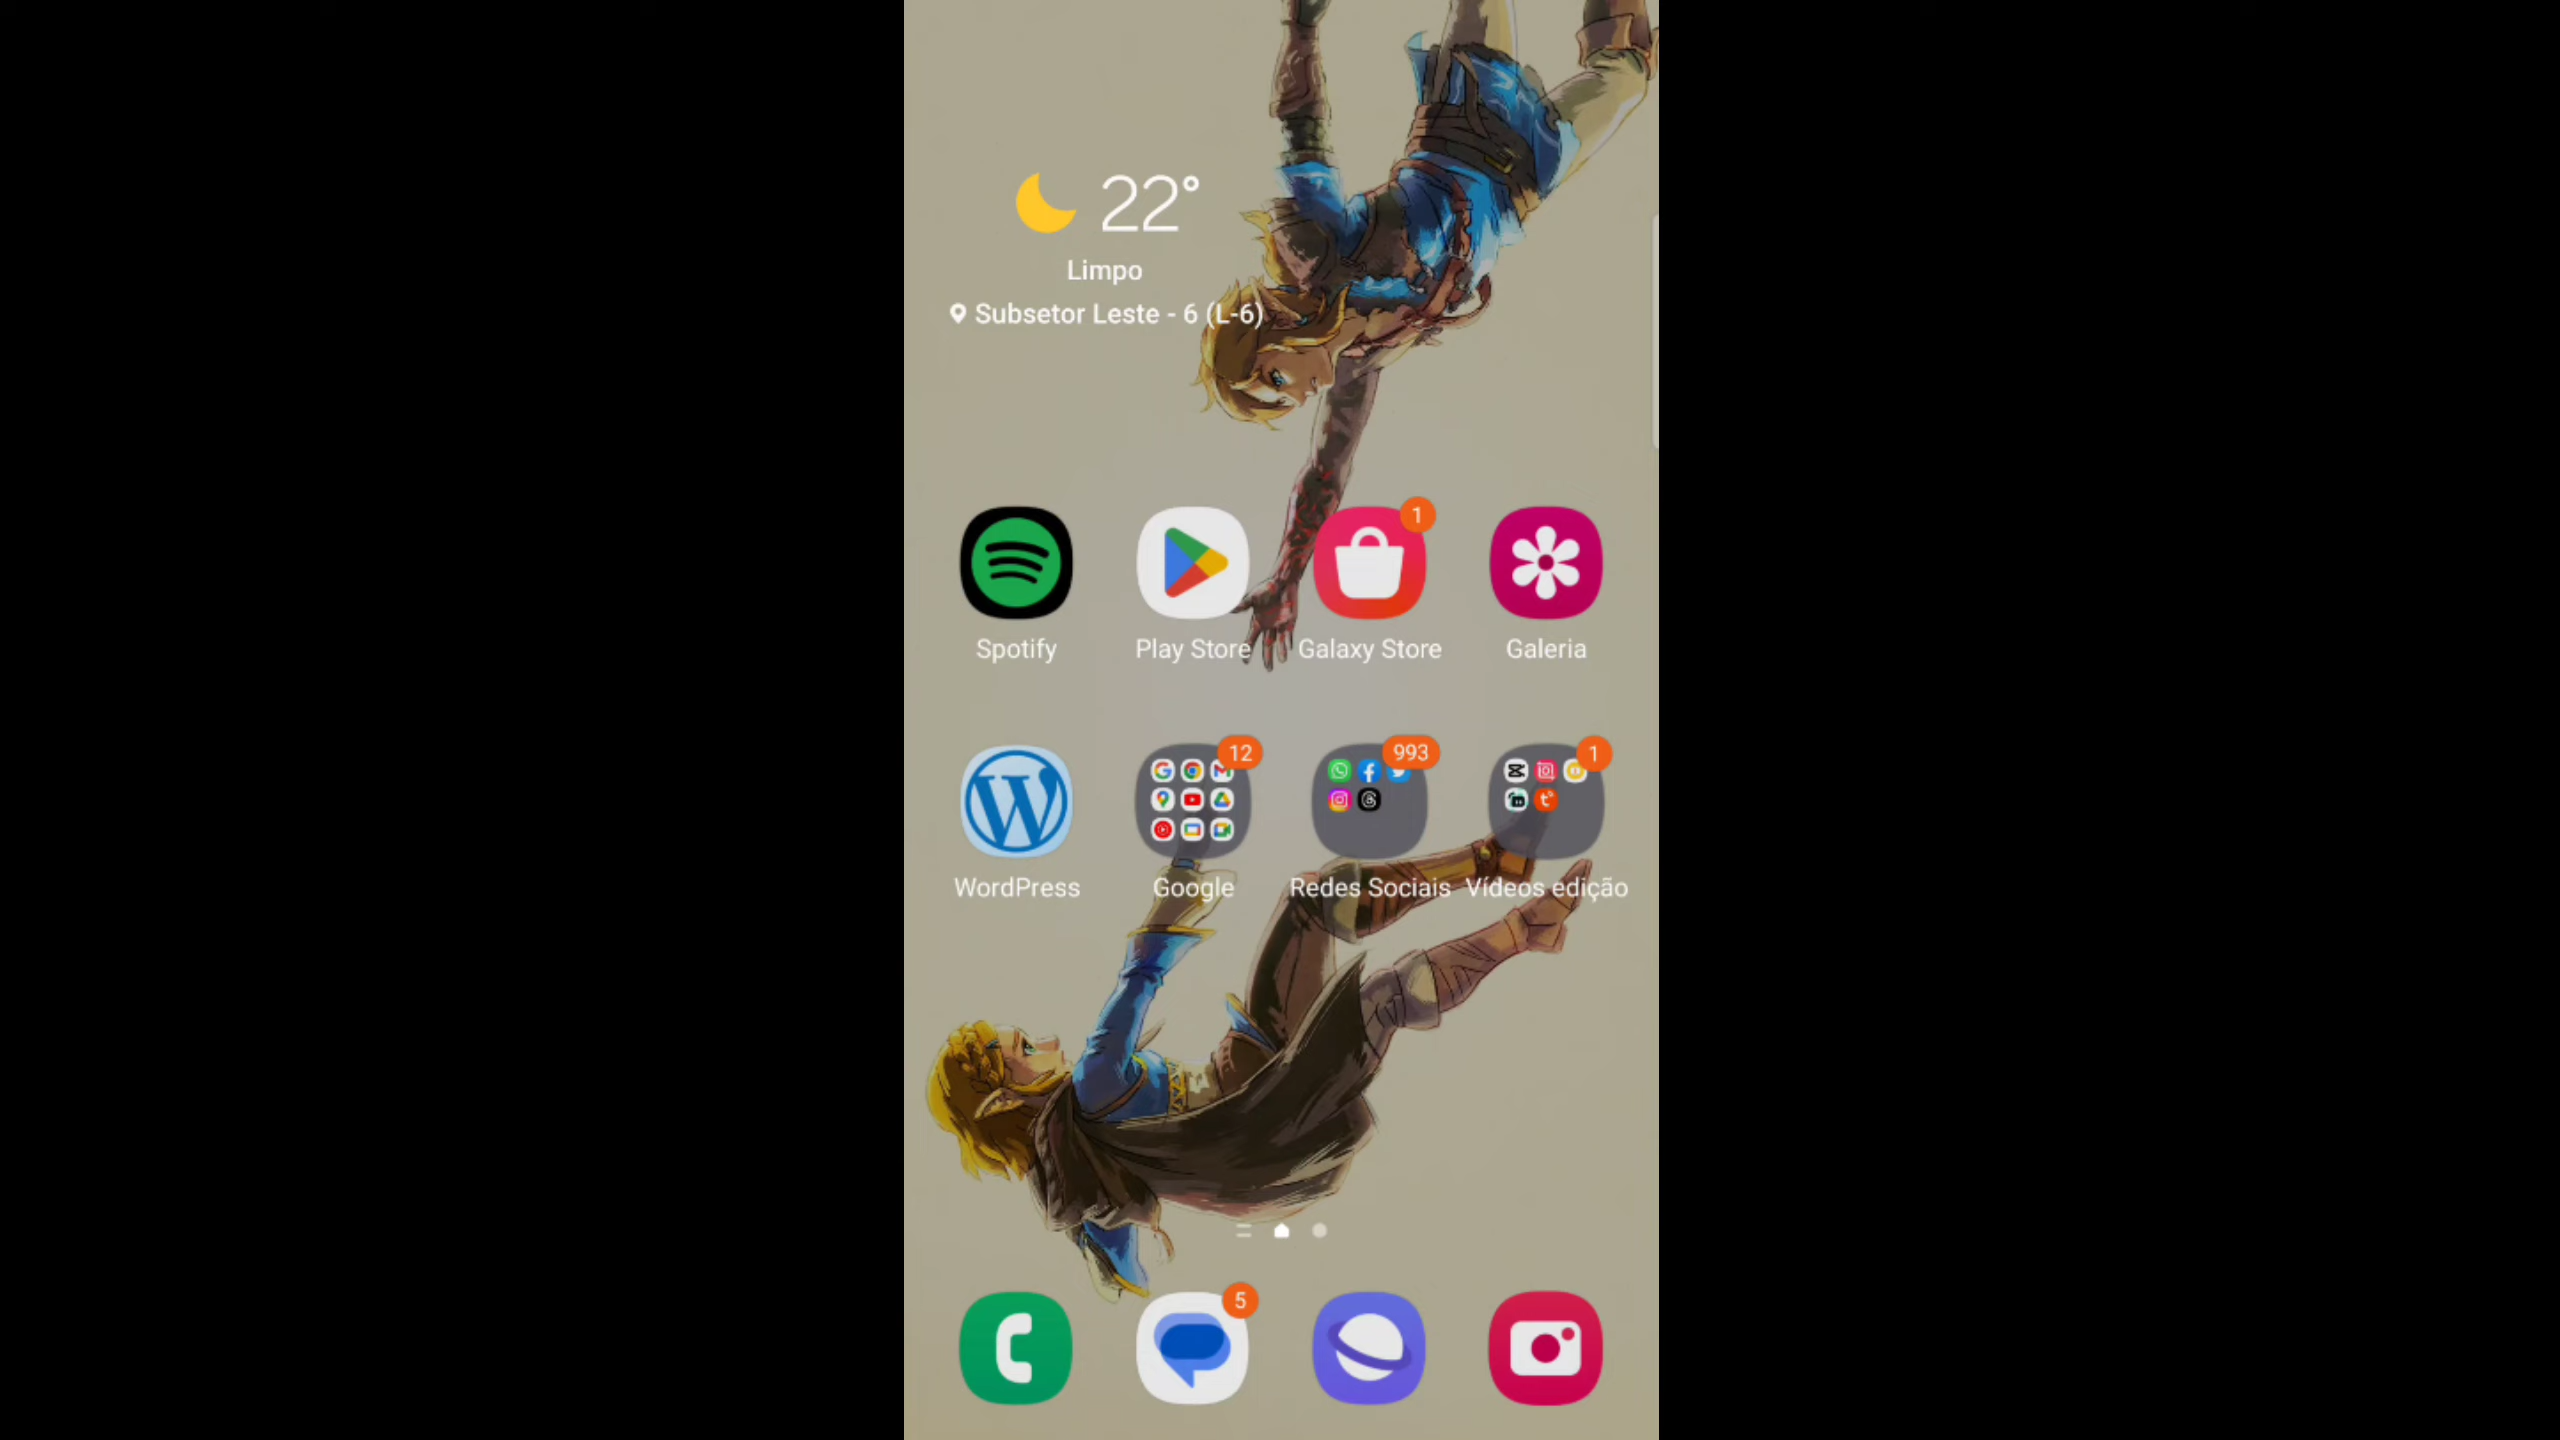 22°
Limpo
Subsetor Leste - 6 (L-6)
1
Spotify
Play Store
Galaxy Store
Galeria
12
993
1
WordPress
Google
Redes Sociais
Vídeos edição
5